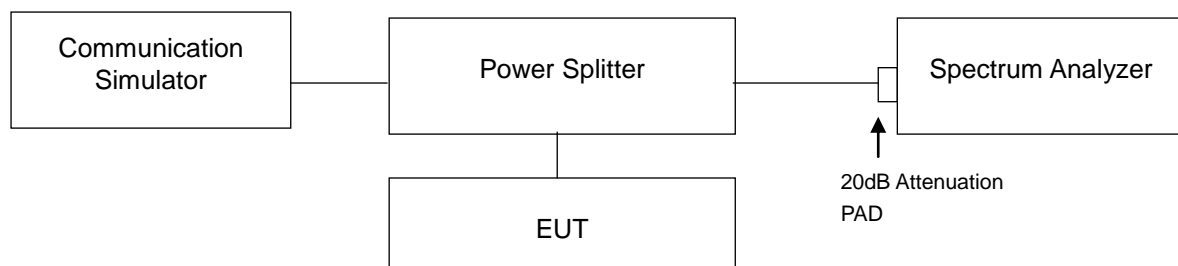 Communication
Simulator
Power Splitter
Spectrum Analyzer
20dB Attenuation
PAD
EUT